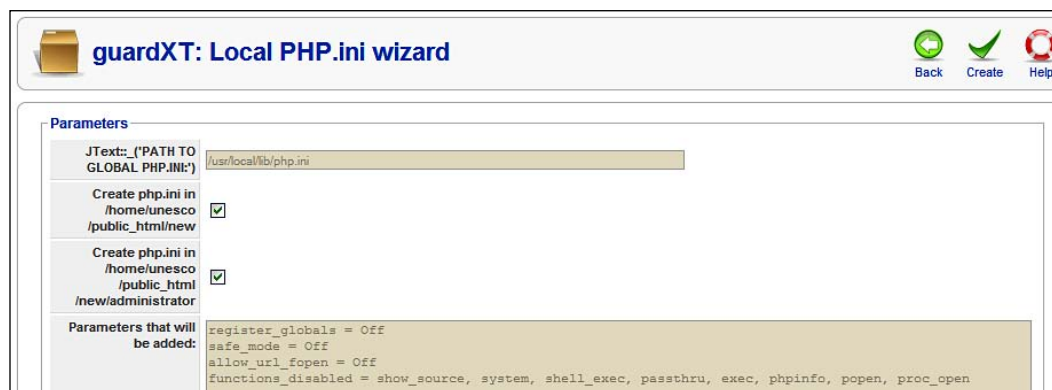 guardXT: Local PHP.ini wizard
Back
Create
Help
Parameters
JText::_('PATH TO
GLOBAL PHP.INI:')
/usr/local/lib/php.ini
Create php.ini in
/home/unesco
/public_html/new
Create php.ini in
/home/unesco
/public_html
/new/administrator
Parameters that will
be added:
register_globals = Off
safe_mode = Off
allow_url_fopen = Off
functions_disabled = show_source, system, shell_exec, passthru, exec, phpinfo, popen, proc_open